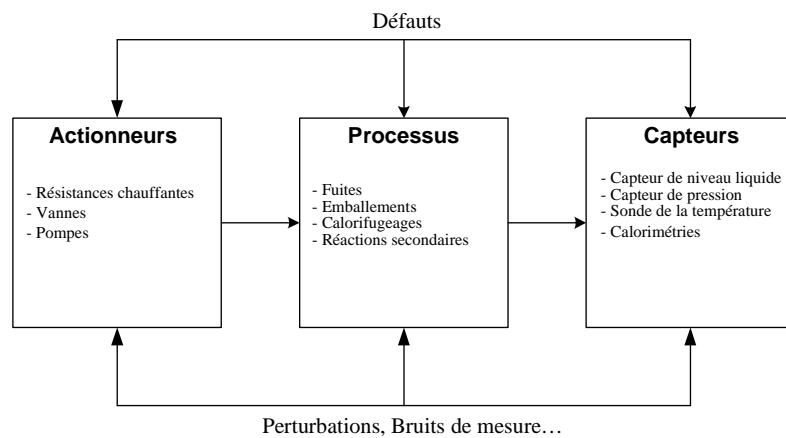 Défauts
Actionneurs
- Résistances chauffantes
- Vannes
- Pompes
Processus
- Fuites
- Emballements
- Calorifugeages
- Réactions secondaires
Capteurs
- Capteur de niveau liquide
- Capteur de pression
- Sonde de la température
- Calorimétries
Perturbations, Bruits de mesure…